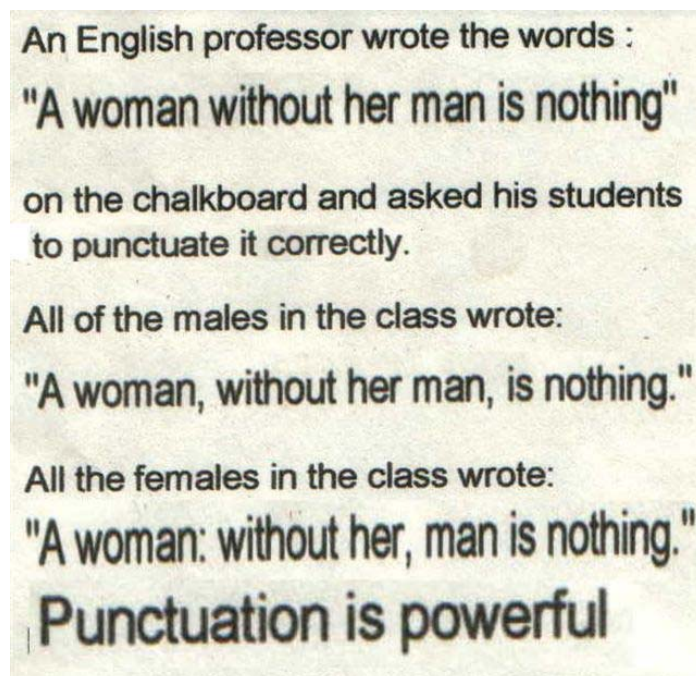 An English professor wrote the words :
"A woman without her man is nothing"
on the chalkboard and asked his students
to punctuate it correctly.
All of the males in the class wrote:
"A woman, without her man, is nothing."
All the females in the class wrote:
"A woman: without her, man is nothing."
Punctuation is powerful